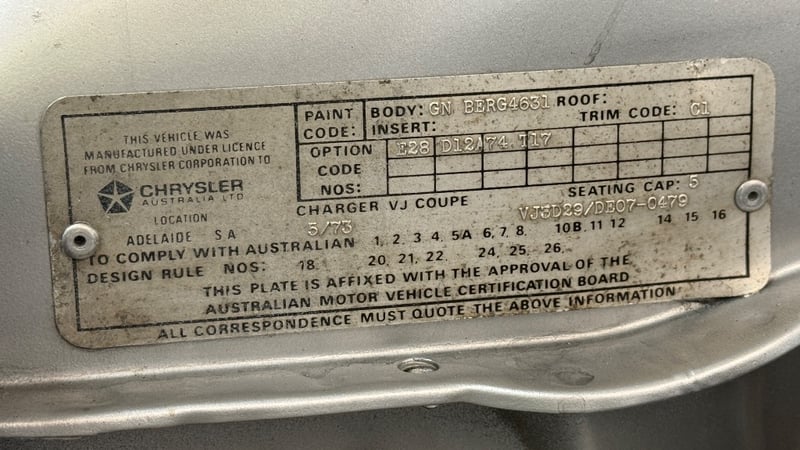 THIS VEHICLE WAS
MANUFACTURED UNDER LICENCE
FROM CHRYSLER CORPORATION TO
CHRYSLER
AUSTRALIA LTD
LOCATION
ADELAIDE S A
PAINT CODE:
BODY: GN BERG4631 ROOF:
INSERT: TRIM CODE: C1
OPTION CODE NOS:
E28 D12A74 T17
SEATING CAP: 5
CHARGER VJ COUPE
5/73 VJ5D29/DE07-0479
TO COMPLY WITH AUSTRALIAN 1, 2, 3, 4, 5A 6, 7, 8, 10B, 11 12 14 15 16
DESIGN RULE NOS: 18 20, 21, 22, 24, 25, 26.
THIS PLATE IS AFFIXED WITH THE APPROVAL OF THE
AUSTRALIAN MOTOR VEHICLE CERTIFICATION BOARD
ALL CORRESPONDENCE MUST QUOTE THE ABOVE INFORMATION